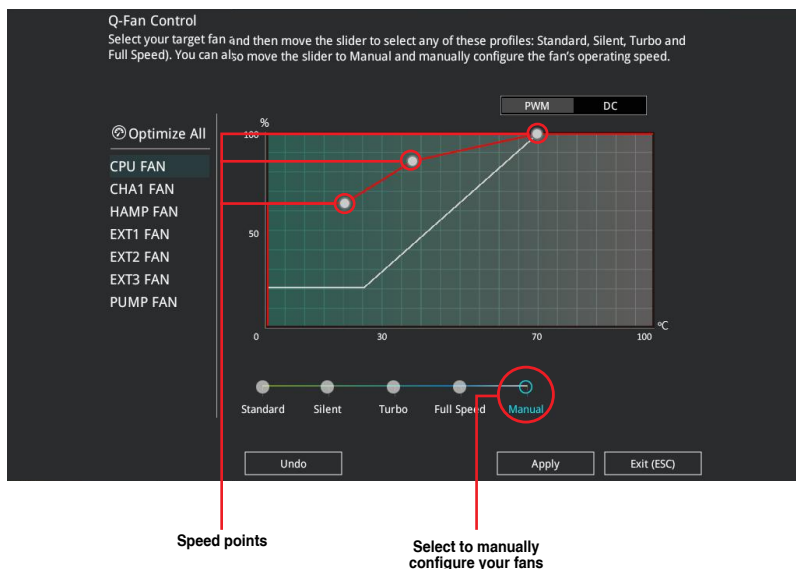 Q-Fan Control
Select your target fan and then move the slider to select any of these profiles: Standard, Silent, Turbo and
Full Speed). You can also move the slider to Manual and manually configure the fan's operating speed.
PWM DC
%
Optimize All
100
CPU FAN
CHA1 FAN
HAMP FAN
EXT1 FAN
50
EXT2 FAN
EXT3 FAN
PUMP FAN
°C
0 30 70 100
Standard Silent Turbo Full Speed Manual
Undo Apply Exit (ESC)
Speed points
Select to manually
configure your fans